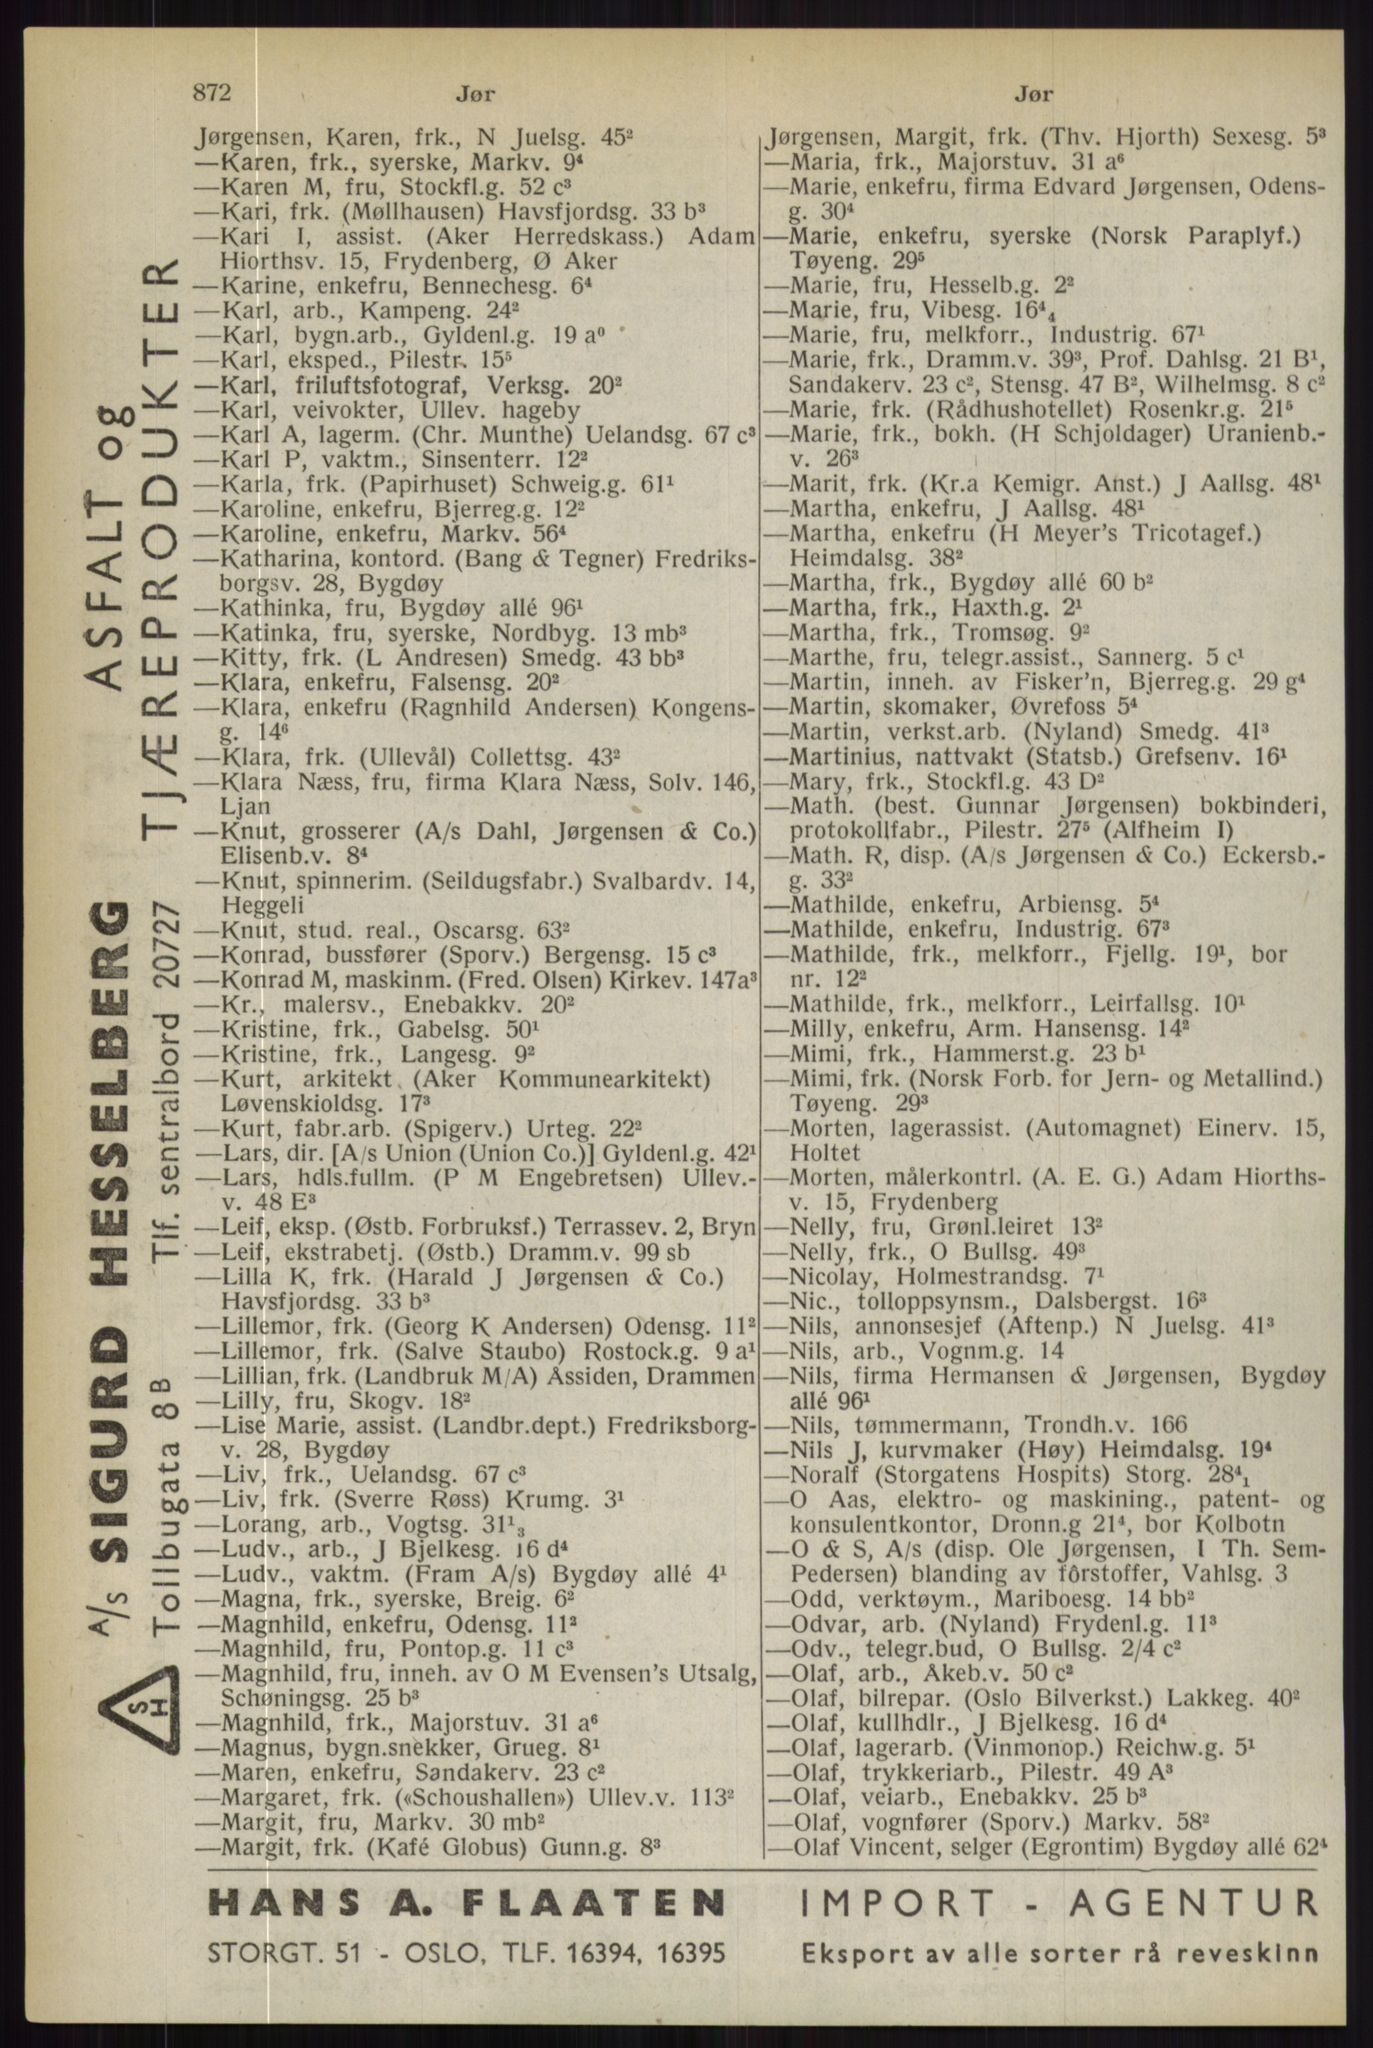 872
Jør
Jør
Jørgensen, Karen, frk., N Juelsg. 45²
—Karen, frk., syerske, Markv. 9⁴
—Karen M, fru, Stockfl.g. 52 c³
—Kari, frk. (Møllhausen) Havsfjordsg. 33 b³
—Kari I, assist. (Aker Herredskass.) Adam
Hiorthsv. 15, Frydenberg, Ø Aker
—Karine, enkefru, Bennechesg. 6⁴
—Karl, arb., Kampeng. 24²
—Karl, bygn.arb., Gyldenl.g. 19 a⁰
—Karl, eksped., Pilestr. 15⁵
—Karl, friluftsfotograf, Verksg. 20²
—Karl, veivokter, Ullev. hageby
—Karl A, lagerm. (Chr. Munthe) Uelandsg. 67 c³
—Karl P, vaktm., Sinsenterr. 12²
—Karla, frk. (Papirhuset) Schweig.g. 61¹
—Karoline, enkefru, Bjerreg.g. 12²
—Karoline, enkefru, Markv. 56⁴
—Katharina, kontord. (Bang & Tegner) Fredriks-
borgsv. 28, Bygdøy
—Kathinka, fru, Bygdøy allé 96¹
—Katinka, fru, syerske, Nordbyg. 13 mb³
—Kitty, frk. (L Andresen) Smedg. 43 bb³
—Klara, enkefru, Falsensg. 20²
—Klara, enkefru (Ragnhild Andersen) Kongens-
g. 14⁶
—Klara, frk. (Ullevål) Collettsg. 43²
—Klara Næss, fru, firma Klara Næss, Solv. 146,
Ljan
—Knut, grosserer (A/s Dahl, Jørgensen & Co.)
Elisenb.v. 8⁴
—Knut, spinnerim. (Seildugsfabr.) Svalbardv. 14,
Heggeli
—Knut, stud. real., Oscarsg. 63²
—Konrad, bussfører (Sporv.) Bergensg. 15 c³
—Konrad M, maskinm. (Fred. Olsen) Kirkev. 147a³
—Kr., malersv., Enebakkv. 20²
—Kristine, frk., Gabelsg. 50¹
—Kristine, frk., Langesg. 9²
—Kurt, arkitekt (Aker Kommunearkitekt)
Løvenskioldsg. 17³
—Kurt, fabr.arb. (Spigerv.) Urteg. 22²
—Lars, dir. [A/s Union (Union Co.)] Gyldenl.g. 42¹
—Lars, hdls.fullm. (P M Engebretsen) Ullev.-
v. 48 E³
—Leif, eksp. (Østb. Forbruksf.) Terrassev. 2, Bryn
—Leif, ekstrabetj. (Østb.) Dramm.v. 99 sb
—Lilla K, frk. (Harald J Jørgensen & Co.)
Havsfjordsg. 33 b³
—Lillemor, frk. (Georg K Andersen) Odensg. 11²
—Lillemor, frk. (Salve Staubo) Rostock.g. 9 a¹
—Lillian, frk. (Landbruk M/A) Åssiden, Drammen
—Lilly, fru, Skogv. 18²
—Lise Marie, assist. (Landbr.dept.) Fredriksborg-
v. 28, Bygdøy
—Liv, frk., Uelandsg. 67 c³
—Liv, frk. (Sverre Røss) Krumg. 3¹
—Lorang, arb., Vogtsg. 31¹₃
—Ludv., arb., J Bjelkesg. 16 d⁴
—Ludv., vaktm. (Fram A/s) Bygdøy allé 4¹
—Magna, frk., syerske, Breig. 6²
—Magnhild, enkefru, Odensg. 11²
—Magnhild, fru, Pontop.g. 11 c³
—Magnhild, fru, inneh. av O M Evensen's Utsalg,
Schøningsg. 25 b³
—Magnhild, frk., Majorstuv. 31 a⁶
—Magnus, bygn.snekker, Grueg. 8¹
—Maren, enkefru, Sandakerv. 23 c²
—Margaret, frk. («Schoushallen») Ullev.v. 113²
—Margit, fru, Markv. 30 mb²
—Margit, frk. (Kafé Globus) Gunn.g. 8³
Jørgensen, Margit, frk. (Thv. Hjorth) Sexesg. 5³
—Maria, frk., Majorstuv. 31 a⁶
—Marie, enkefru, firma Edvard Jørgensen, Odens-
g. 30⁴
—Marie, enkefru, syerske (Norsk Paraplyf.)
Tøyeng. 29⁵
—Marie, fru, Hesselb.g. 2²
—Marie, fru, Vibesg. 16⁴₄
—Marie, fru, melkforr., Industrig. 67¹
—Marie, frk., Dramm.v. 39³, Prof. Dahlsg. 21 B¹,
Sandakerv. 23 c², Stensg. 47 B², Wilhelmsg. 8 c²
—Marie, frk. (Rådhushotellet) Rosenkr.g. 21⁵
—Marie, frk., bokh. (H Schjoldager) Uranienb.-
v. 26³
—Marit, frk. (Kr.a Kemigr. Anst.) J Aallsg. 48¹
—Martha, enkefru, J Aallsg. 48¹
—Martha, enkefru (H Meyer's Tricotagef.)
Heimdalsg. 38²
—Martha, frk., Bygdøy allé 60 b²
—Martha, frk., Haxth.g. 2¹
—Martha, frk., Tromsøg. 9²
—Marthe, fru, telegr.assist., Sannerg. 5 c¹
—Martin, inneh. av Fisker'n, Bjerreg.g. 29 g⁴
—Martin, skomaker, Øvrefoss 5⁴
—Martin, verkst.arb. (Nyland) Smedg. 41³
—Martinius, nattvakt (Statsb.) Grefsenv. 16¹
—Mary, frk., Stockfl.g. 43 D²
—Math. (best. Gunnar Jørgensen) bokbinderi,
protokollfabr., Pilestr. 27⁵ (Alfheim I)
—Math. R, disp. (A/s Jørgensen & Co.) Eckersb.-
g. 33²
—Mathilde, enkefru, Arbiensg. 5⁴
—Mathilde, enkefru, Industrig. 67³
—Mathilde, frk., melkforr., Fjellg. 19¹, bor
nr. 12²
—Mathilde, frk., melkforr., Leirfallsg. 10¹
—Milly, enkefru, Arm. Hansensg. 14²
—Mimi, frk., Hammerst.g. 23 b¹
—Mimi, frk. (Norsk Forb. for Jern- og Metallind.)
Tøyeng. 29³
—Morten, lagerassist. (Automagnet) Einerv. 15,
Holtet
—Morten, målerkontrl. (A. E. G.) Adam Hiorths-
v. 15, Frydenberg
—Nelly, fru, Grønl.leiret 13²
—Nelly, frk., O Bullsg. 49³
—Nicolay, Holmestrandsg. 7¹
—Nic., tolloppsynsm., Dalsbergst. 16³
—Nils, annonsesjef (Aftenp.) N Juelsg. 41³
—Nils, arb., Vognm.g. 14
—Nils, firma Hermansen & Jørgensen, Bygdøy
allé 96¹
—Nils, tømmermann, Trondh.v. 166
—Nils J, kurvmaker (Høy) Heimdalsg. 19⁴
—Noralf (Storgatens Hospits) Storg. 28⁴₁
—O Aas, elektro- og maskining., patent- og
konsulentkontor, Dronn.g 21⁴, bor Kolbotn
—O & S, A/s (disp. Ole Jørgensen, I Th. Sem-
Pedersen) blanding av fôrstoffer, Vahlsg. 3
—Odd, verktøym., Mariboesg. 14 bb²
—Odvar, arb. (Nyland) Frydenl.g. 11³
—Odv., telegr.bud, O Bullsg. 2/4 c²
—Olaf, arb., Åkeb.v. 50 c²
—Olaf, bilrepar. (Oslo Bilverkst.) Lakkeg. 40²
—Olaf, kullhdlr., J Bjelkesg. 16 d⁴
—Olaf, lagerarb. (Vinmonop.) Reichw.g. 5¹
—Olaf, trykkeriarb., Pilestr. 49 A³
—Olaf, veiarb., Enebakkv. 25 b³
—Olaf, vognfører (Sporv.) Markv. 58²
—Olaf Vincent, selger (Egrontim) Bygdøy allé 62⁴
SH
A/s SIGURD HESSELBERG
Tollbugata 8 B Tlf. sentralbord 20727
ASFALT og
TJÆREPRODUKTER
HANS A. FLAATEN
STORGT. 51 - OSLO, TLF. 16394, 16395
IMPORT - AGENTUR
Eksport av alle sorter rå reveskinn